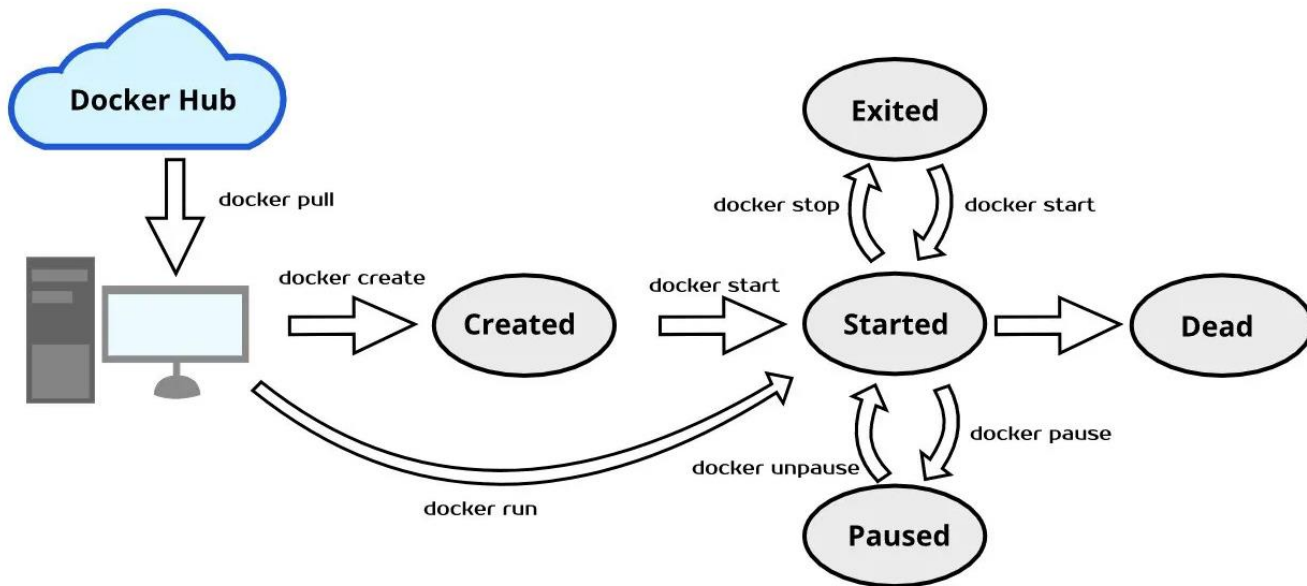 Docker Hub
docker pull
docker create
Created
docker start
Exited
docker stop
docker start
Started
Dead
docker run
docker unpause
docker pause
Paused